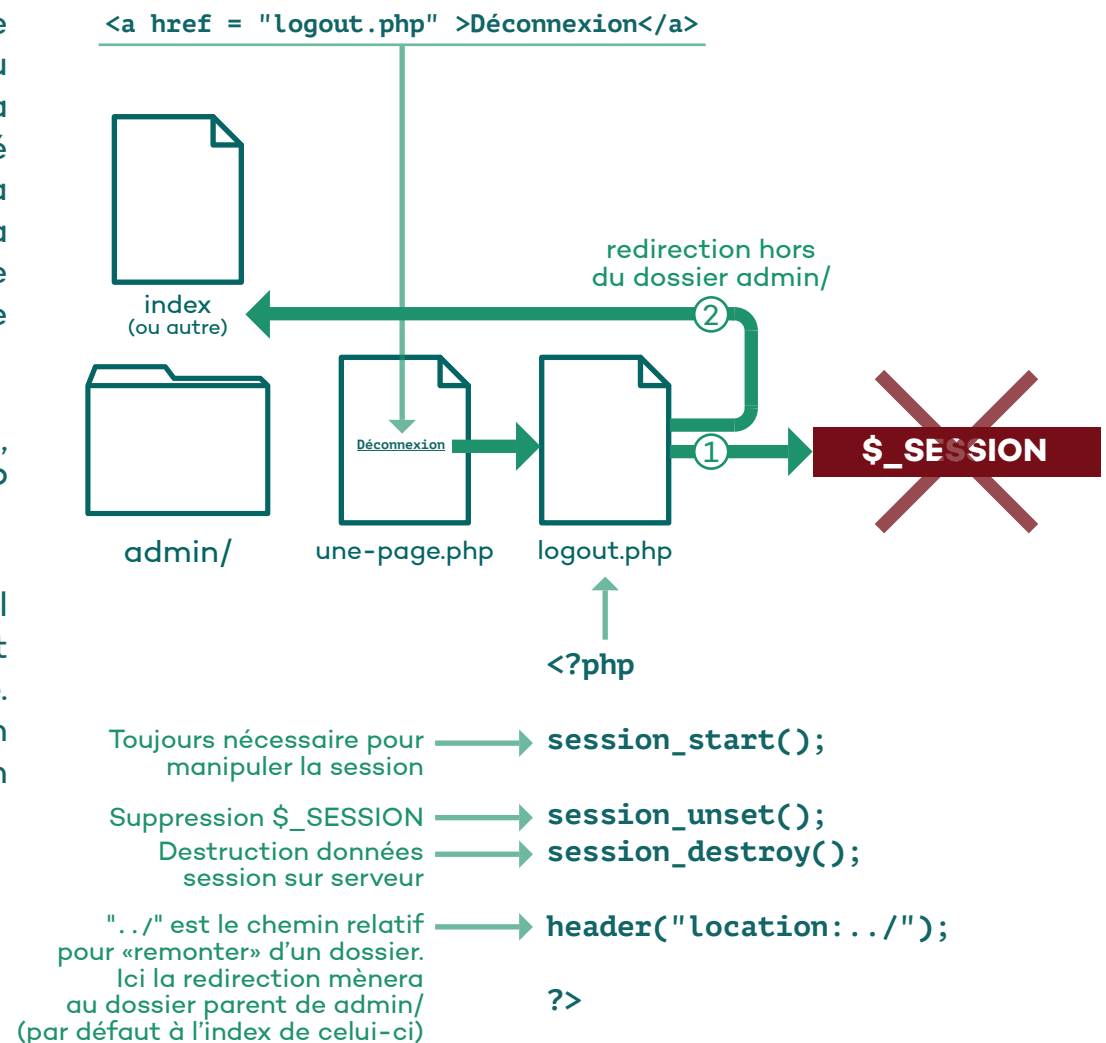 <a href = "logout.php" >Déconnexion</a>
redirection hors
du dossier admin/
index
(ou autre)
2
Déconnexion
1
$_SESSION
admin/
une-page.php
logout.php
<?php
Toujours nécessaire pour
manipuler la session
session_start();
Suppression $_SESSION
session_unset();
Destruction données
session sur serveur
session_destroy();
"../" est le chemin relatif
pour «remonter» d'un dossier.
Ici la redirection mènera
au dossier parent de admin/
(par défaut à l'index de celui-ci)
header("location:../");
?>